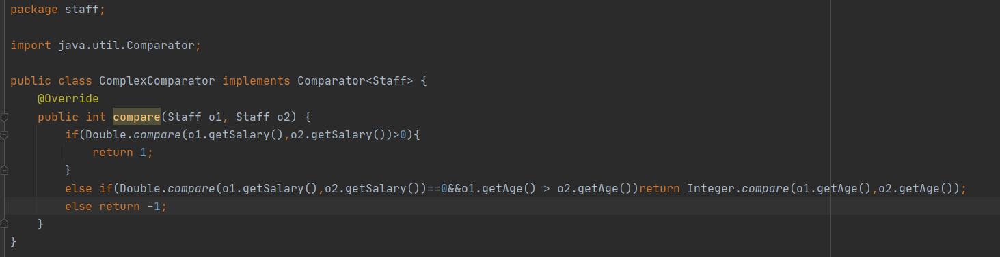 package staff;
import java.util.Comparator;
public class ComplexComparator implements Comparator<Staff> {
@Override
public int compare(Staff o1, Staff o2) {
if(Double.compare(o1.getSalary(),o2.getSalary())>0){
return 1;
}
else if(Double.compare(o1.getSalary(),o2.getSalary())==0&&o1.getAge() > o2.getAge())return Integer.compare(o1.getAge(),o2.getAge());
else return -1;
}
}